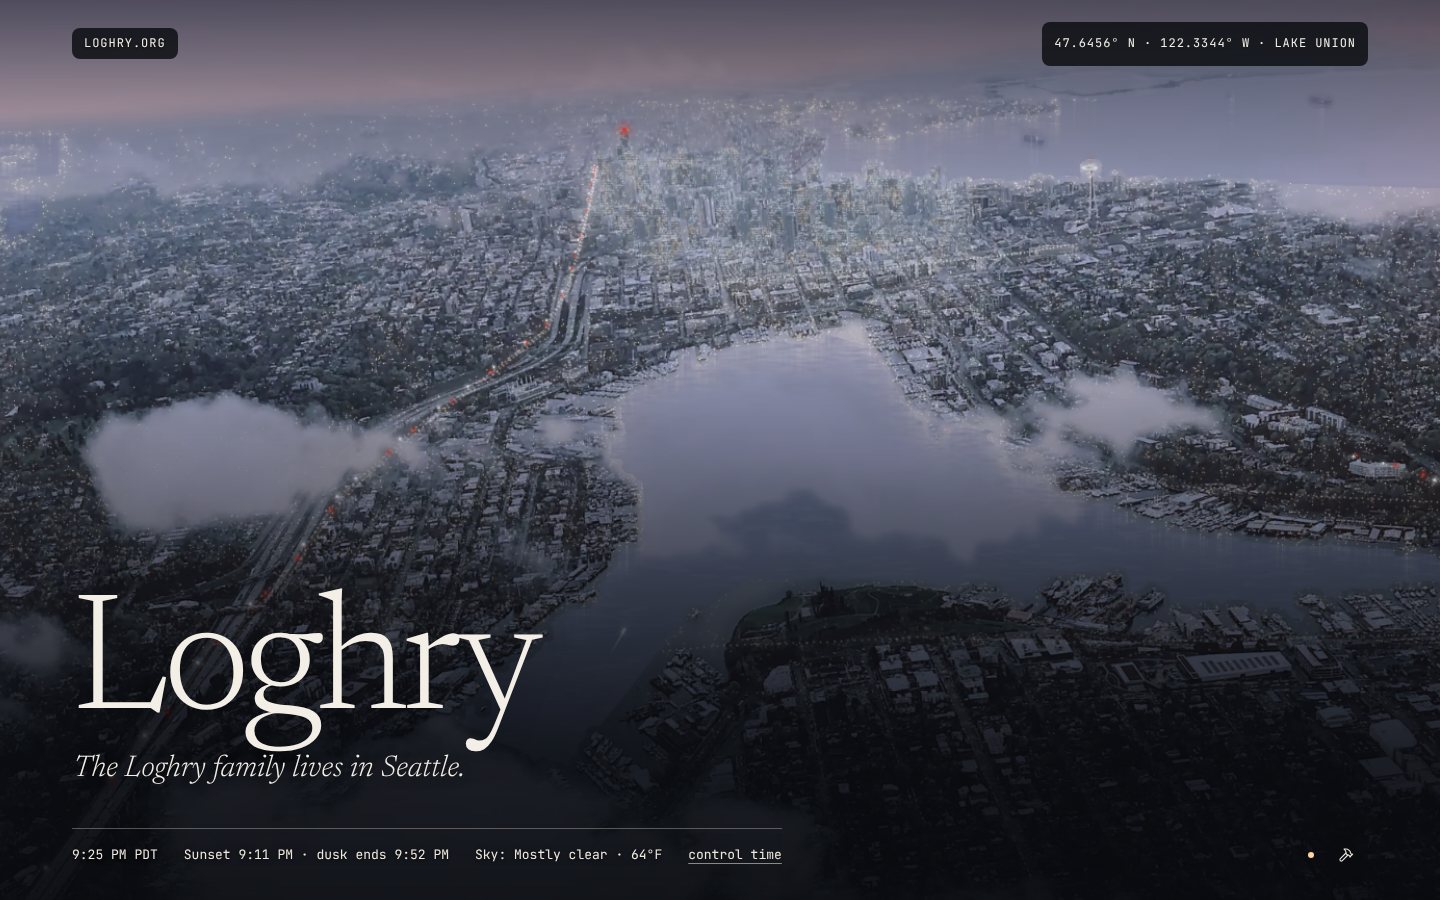 LOGHRY.ORG
47.6456° N · 122.3344° W · LAKE UNION
Loghry
The Loghry family lives in Seattle.
9:25 PM PDT Sunset 9:11 PM · dusk ends 9:52 PM Sky: Mostly clear · 64°F control time